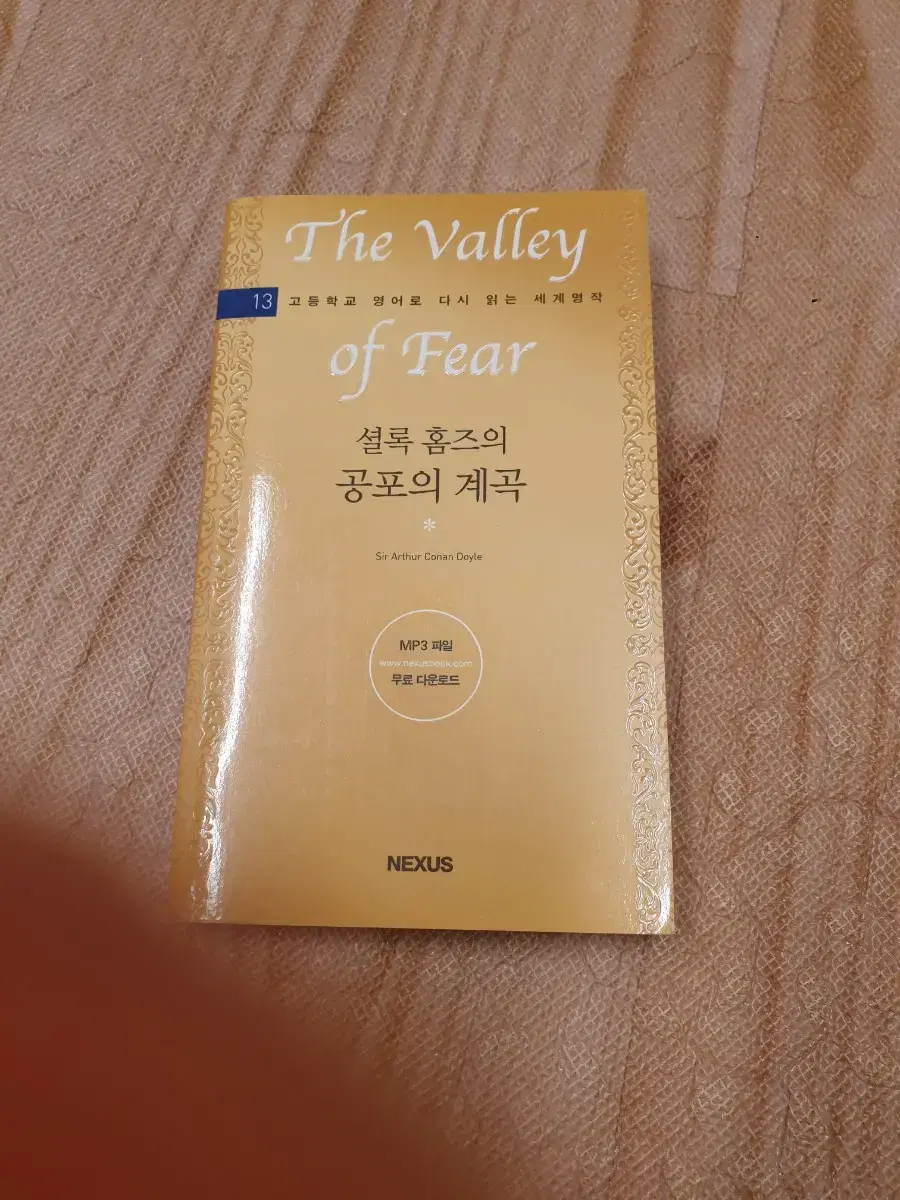 The Valley
13 고등학교 영어로 다시 읽는 세계명작
of Fear
셜록 홈즈의
공포의 계곡
*
Sir Arthur Conan Doyle
MP3 파일
www.nexusbook.com
무료 다운로드
NEXUS